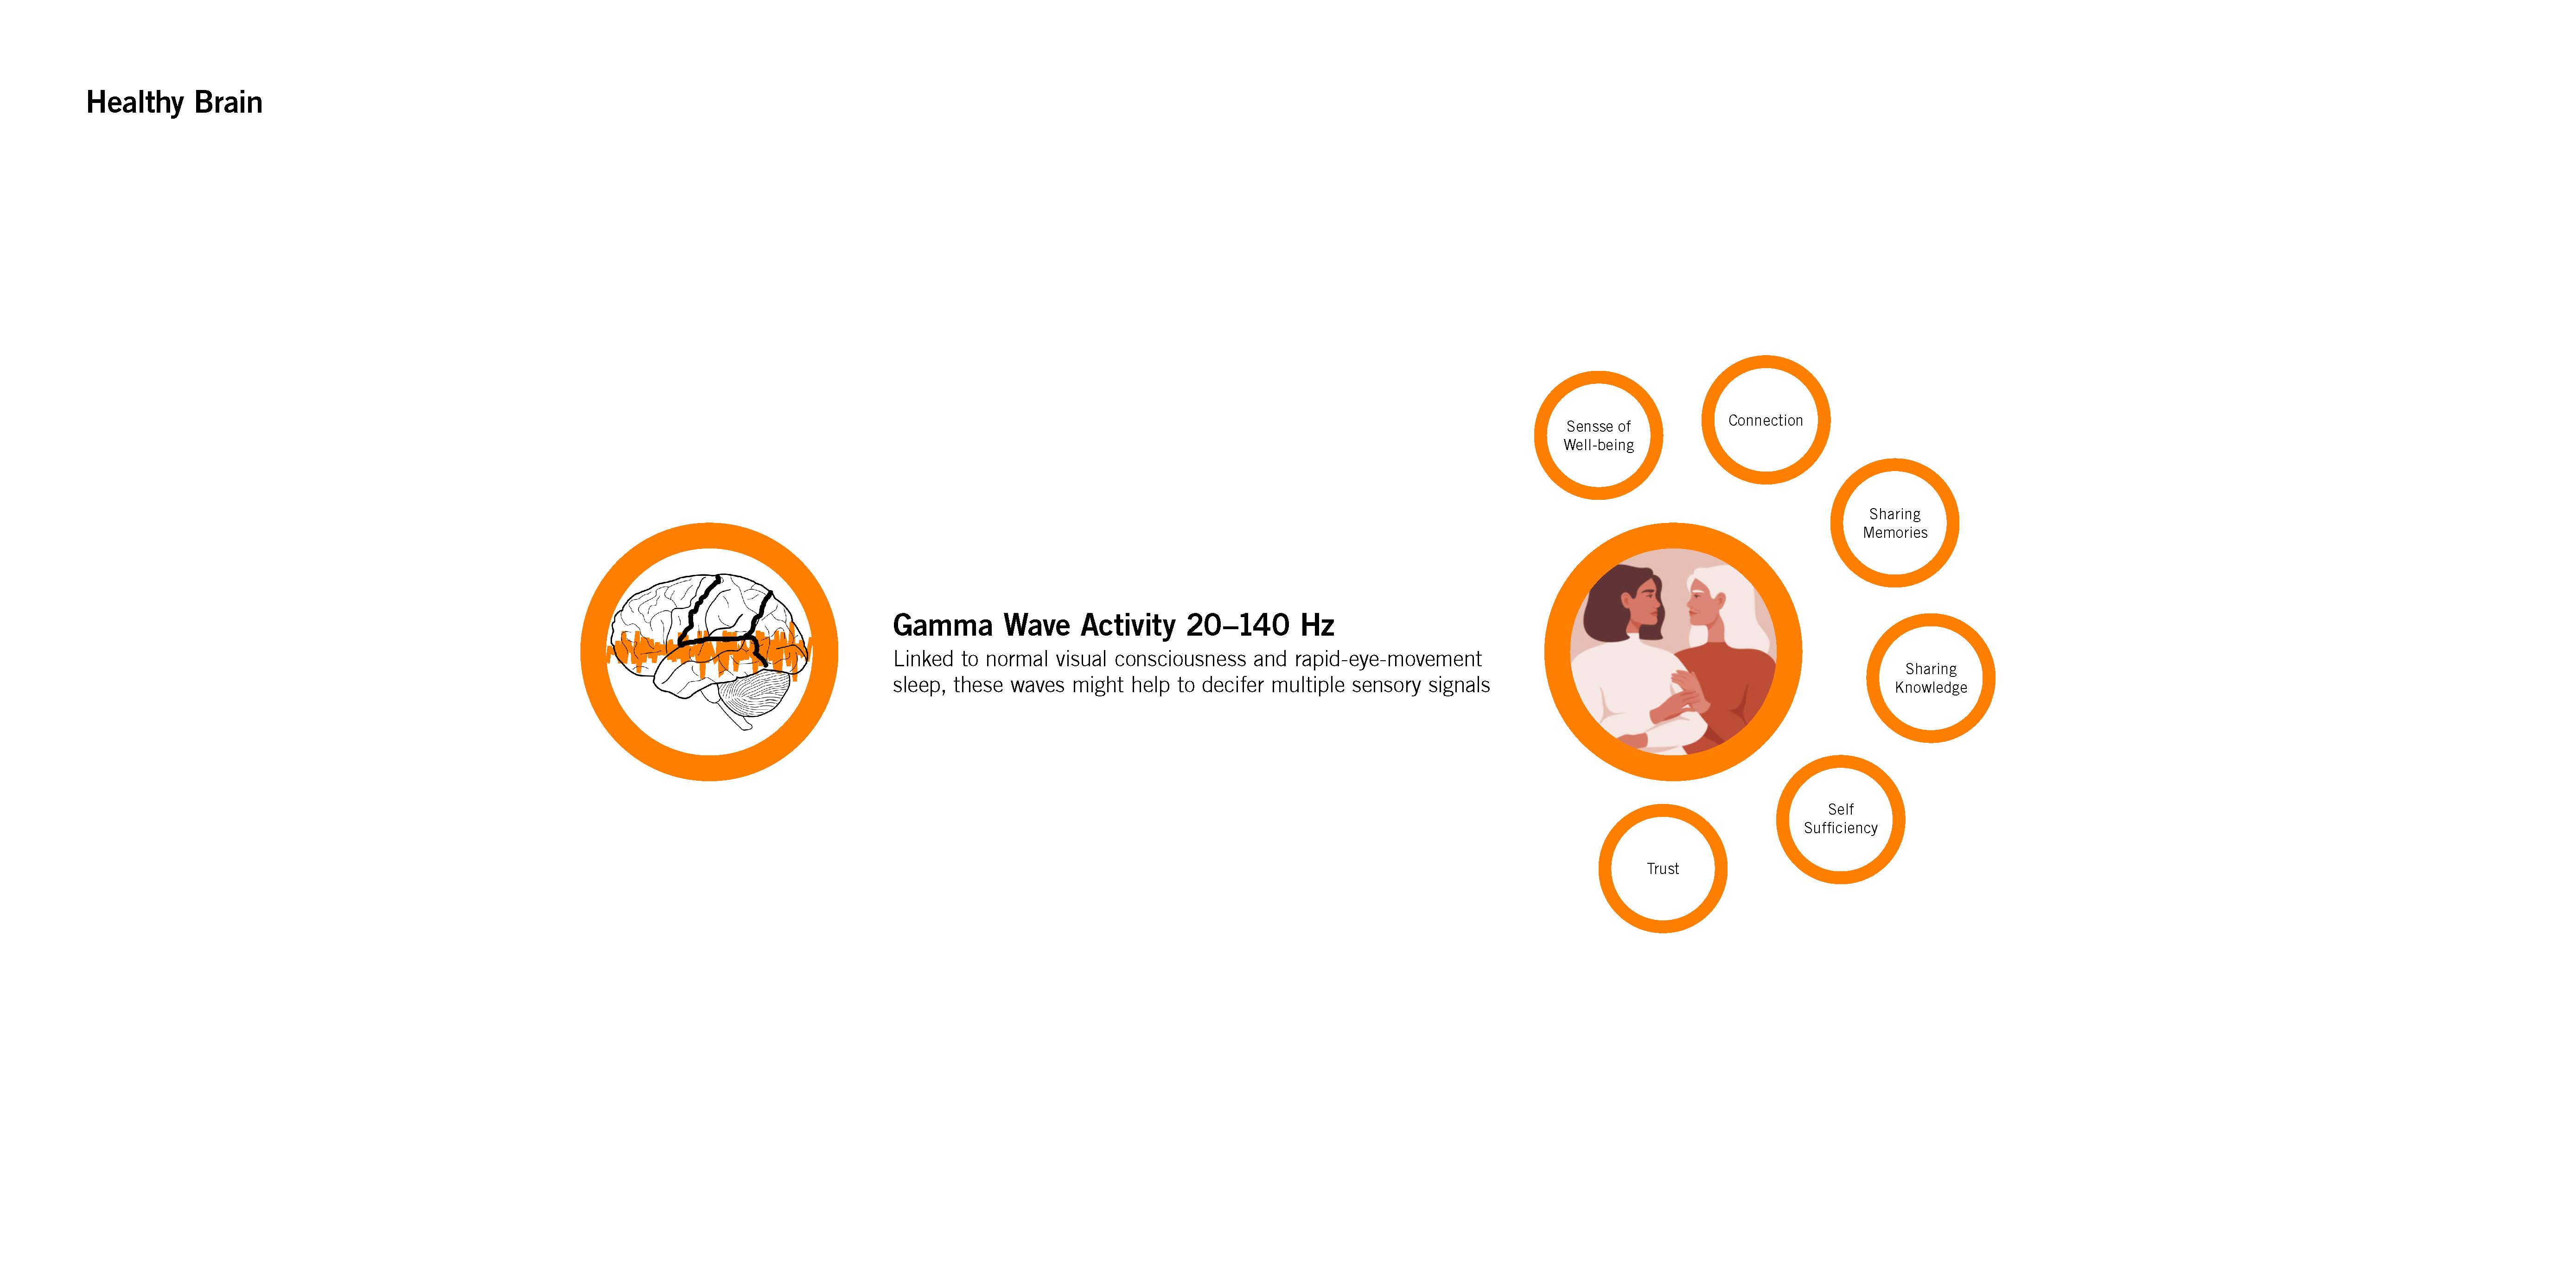 Healthy Brain
Gamma Wave Activity 20–140 Hz
Linked to normal visual consciousness and rapid-eye-movement
sleep, these waves might help to decifer multiple sensory signals
Sensse of
Well-being
Connection
Sharing
Memories
Sharing
Knowledge
Self
Sufficiency
Trust